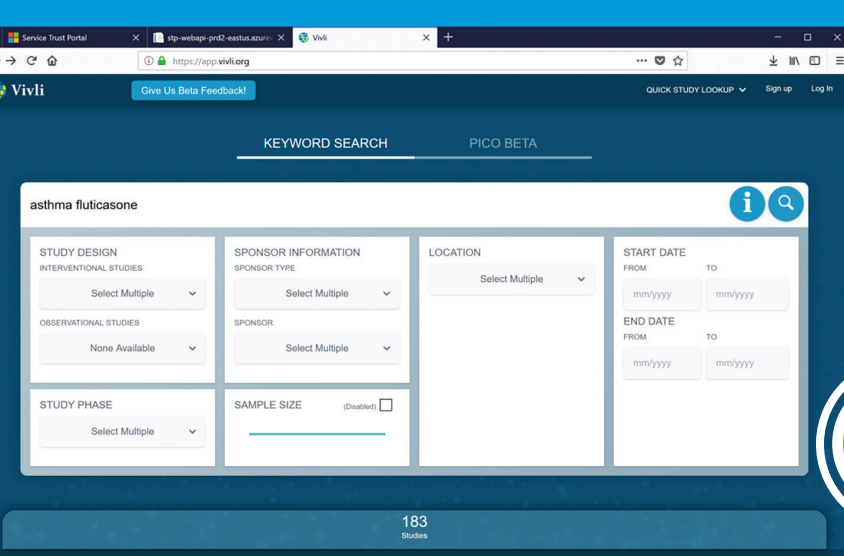 Service Trust Portal
stp-webapi-prd2-eastus.azurew
Vivli
https://app.vivli.org
Vivli
Give Us Beta Feedback!
QUICK STUDY LOOKUP
Sign up
Log In
KEYWORD SEARCH
PICO BETA
asthma fluticasone
i
STUDY DESIGN
INTERVENTIONAL STUDIES
Select Multiple
OBSERVATIONAL STUDIES
None Available
STUDY PHASE
Select Multiple
SPONSOR INFORMATION
SPONSOR TYPE
Select Multiple
SPONSOR
Select Multiple
SAMPLE SIZE
(Disabled)
LOCATION
Select Multiple
START DATE
FROM TO
mm/yyyy mm/yyyy
END DATE
FROM TO
mm/yyyy mm/yyyy
183
Studies